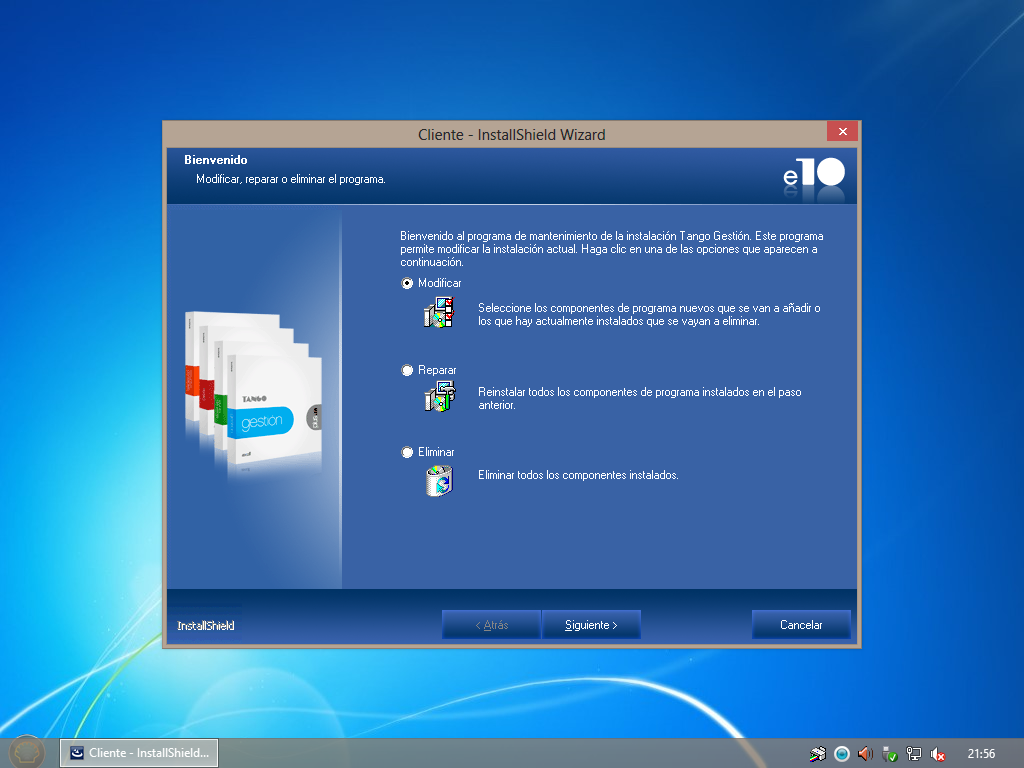 Cliente - InstallShield Wizard
Bienvenido
Modificar, reparar o eliminar el programa.
e10
Bienvenido al programa de mantenimiento de la instalación Tango Gestión. Este programa
permite modificar la instalación actual. Haga clic en una de las opciones que aparecen a
continuación.
Modificar
Seleccione los componentes de programa nuevos que se van a añadir o
los que hay actualmente instalados que se vayan a eliminar.
Reparar
Reinstalar todos los componentes de programa instalados en el paso
anterior.
Eliminar
Eliminar todos los componentes instalados.
TANGO
gestión
plus
InstallShield
< Atrás
Siguiente >
Cancelar
Cliente - InstallShield...
21:56